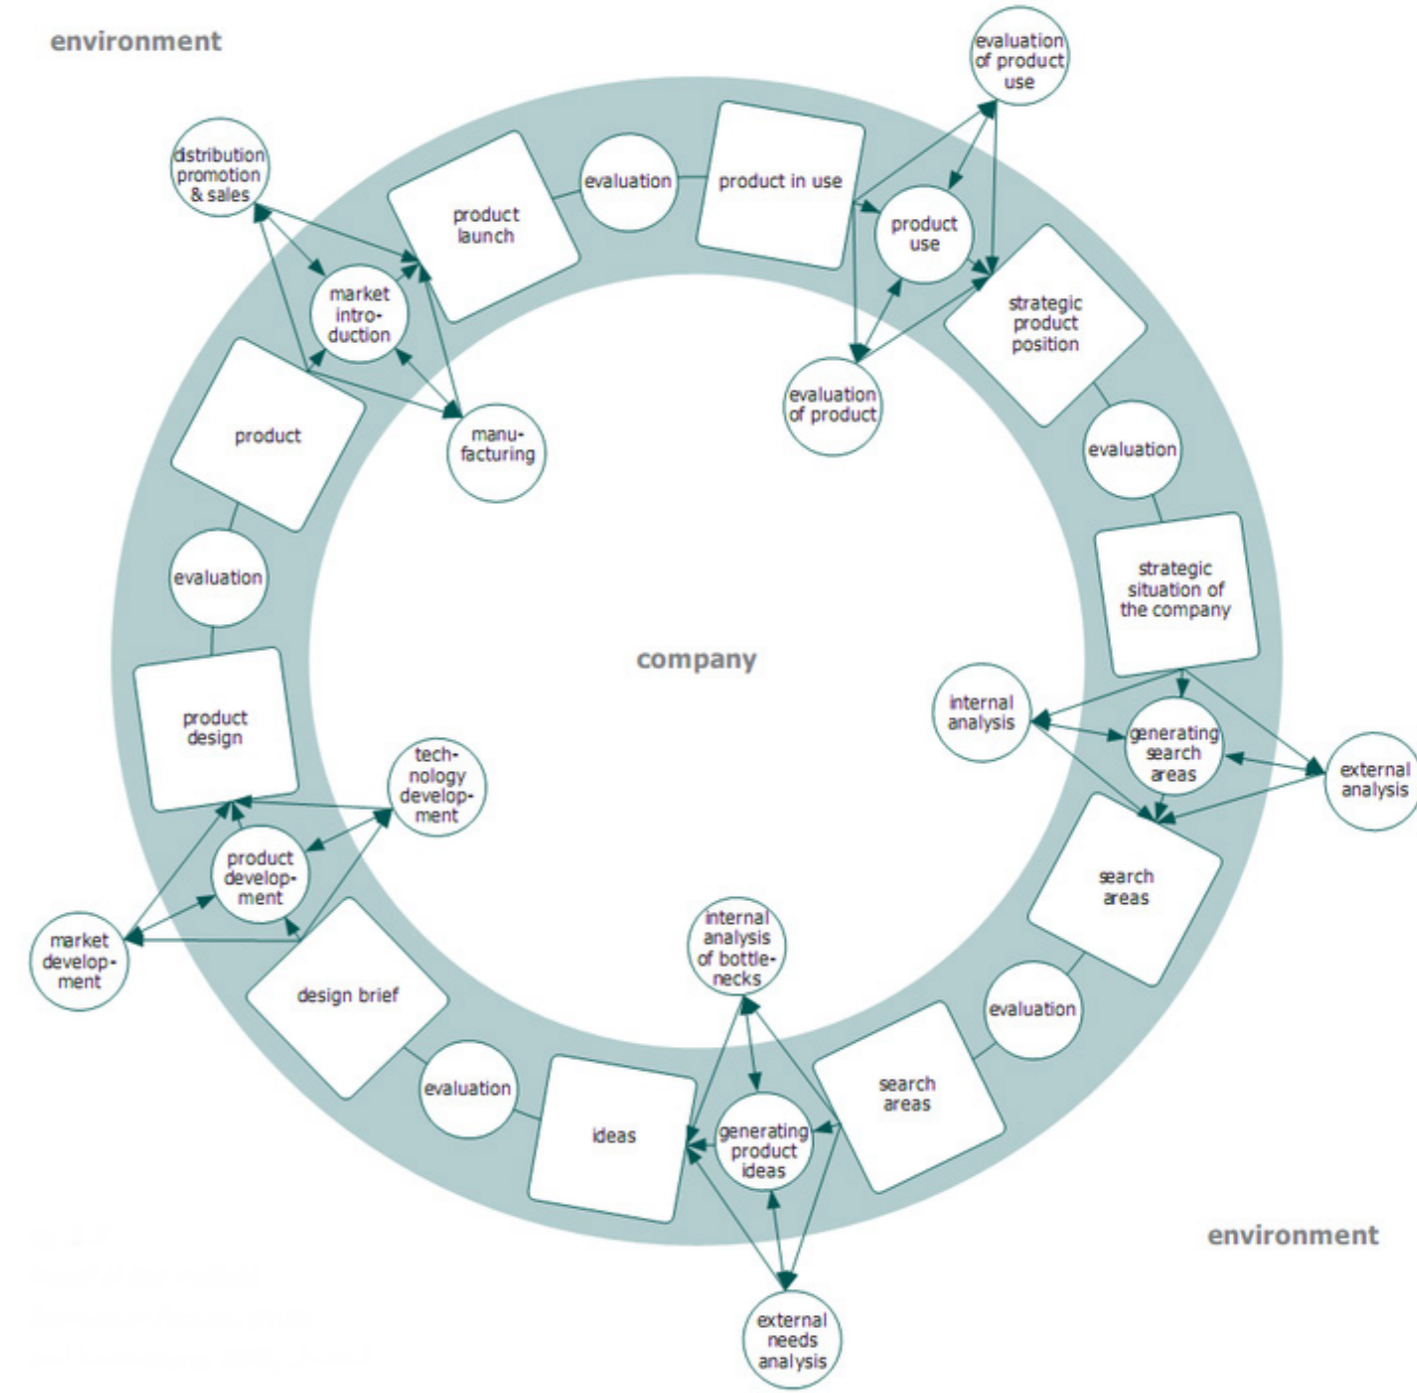 environment
evaluation
of product
use
distribution
promotion
& sales
evaluation
product in use
product
launch
product
use
market
intro-
duction
strategic
product
position
evaluation
of product
product
manu-
facturing
evaluation
evaluation
strategic
situation of
the company
company
internal
analysis
generating
search
areas
external
analysis
product
design
tech-
nology
develop-
ment
product
develop-
ment
search
areas
market
develop-
ment
internal
analysis
of bottle-
necks
design brief
evaluation
evaluation
search
areas
ideas
generating
product
ideas
environment
external
needs
analysis